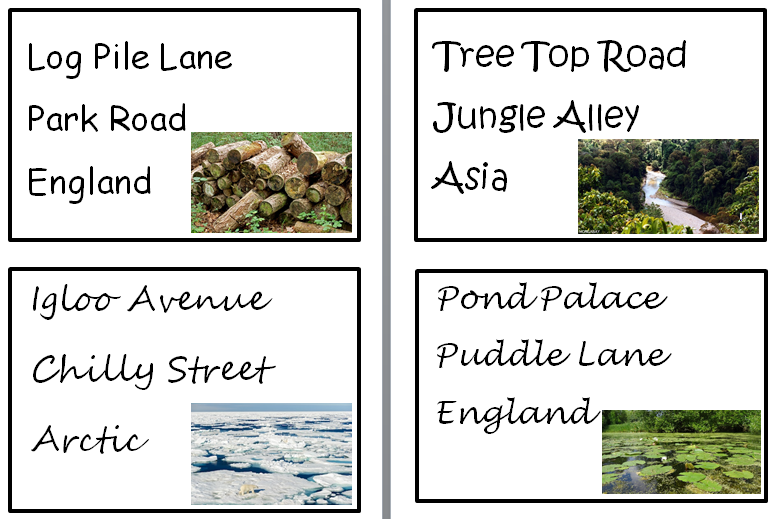 Log Pile Lane
Park Road
England
Tree Top Road
Jungle Alley
Asia
Igloo Avenue
Chilly Street
Arctic
Pond Palace
Puddle Lane
England